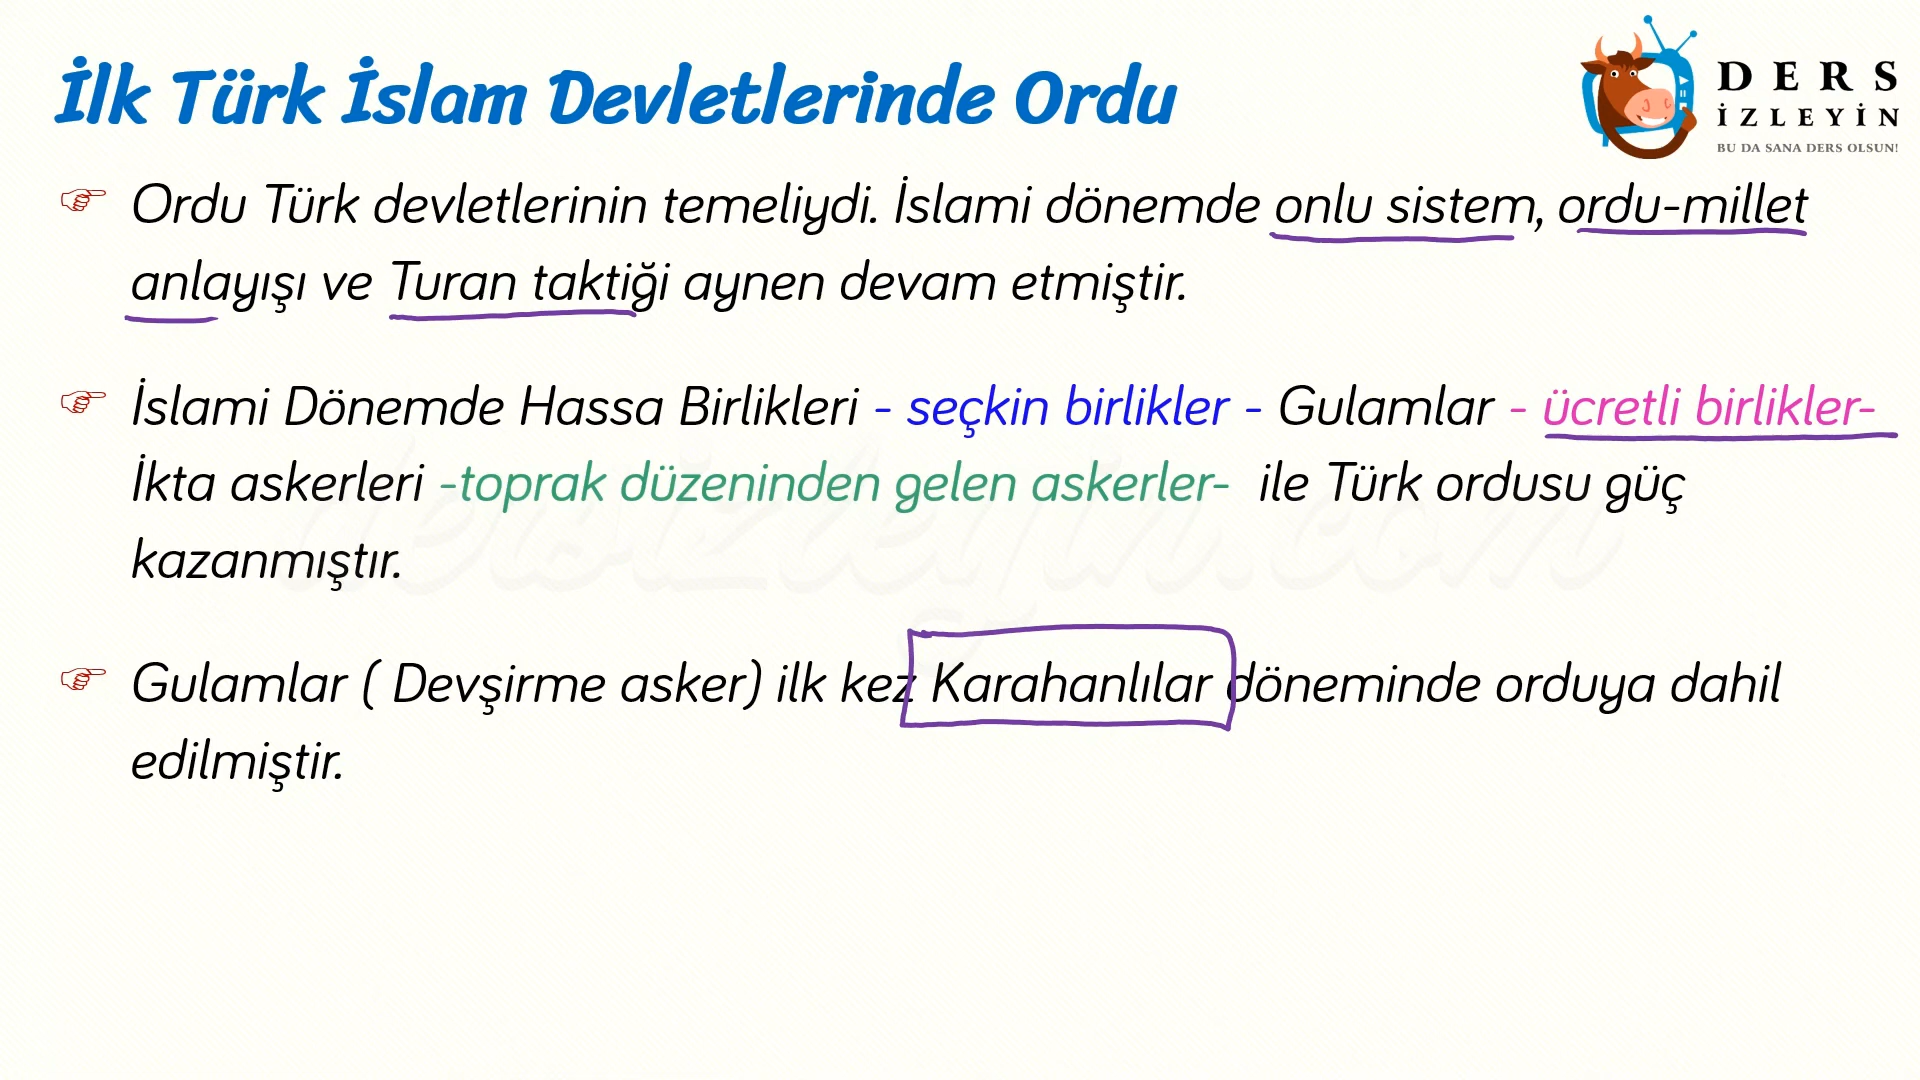 İlk Türk İslam Devletlerinde Ordu
DERS
İZLEYİN
BU DA SANA DERS OLSUN!
Ordu Türk devletlerinin temeliydi. İslami dönemde onlu sistem, ordu-millet
anlayışı ve Turan taktiği aynen devam etmiştir.
İslami Dönemde Hassa Birlikleri - seçkin birlikler - Gulamlar - ücretli birlikler-
İkta askerleri -toprak düzeninden gelen askerler- ile Türk ordusu güç
kazanmıştır.
dersizleyin.com
Gulamlar ( Devşirme asker) ilk kez Karahanlılar döneminde orduya dahil
edilmiştir.